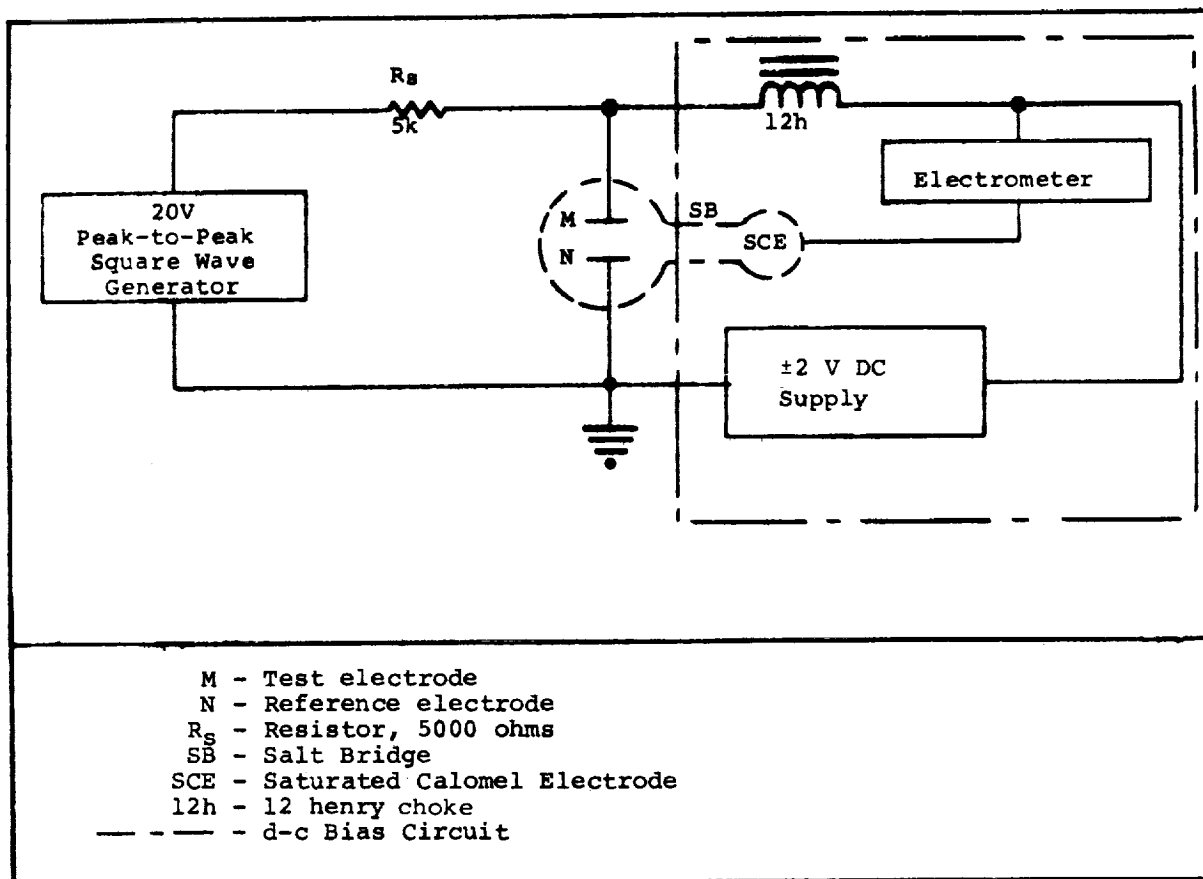 Rs
5k
12h
20V
Peak-to-Peak
Square Wave
Generator
M
N
SB
SCE
Electrometer
±2 V DC
Supply
M - Test electrode
N - Reference electrode
RS - Resistor, 5000 ohms
SB - Salt Bridge
SCE - Saturated Calomel Electrode
12h - 12 henry choke
- d-c Bias Circuit